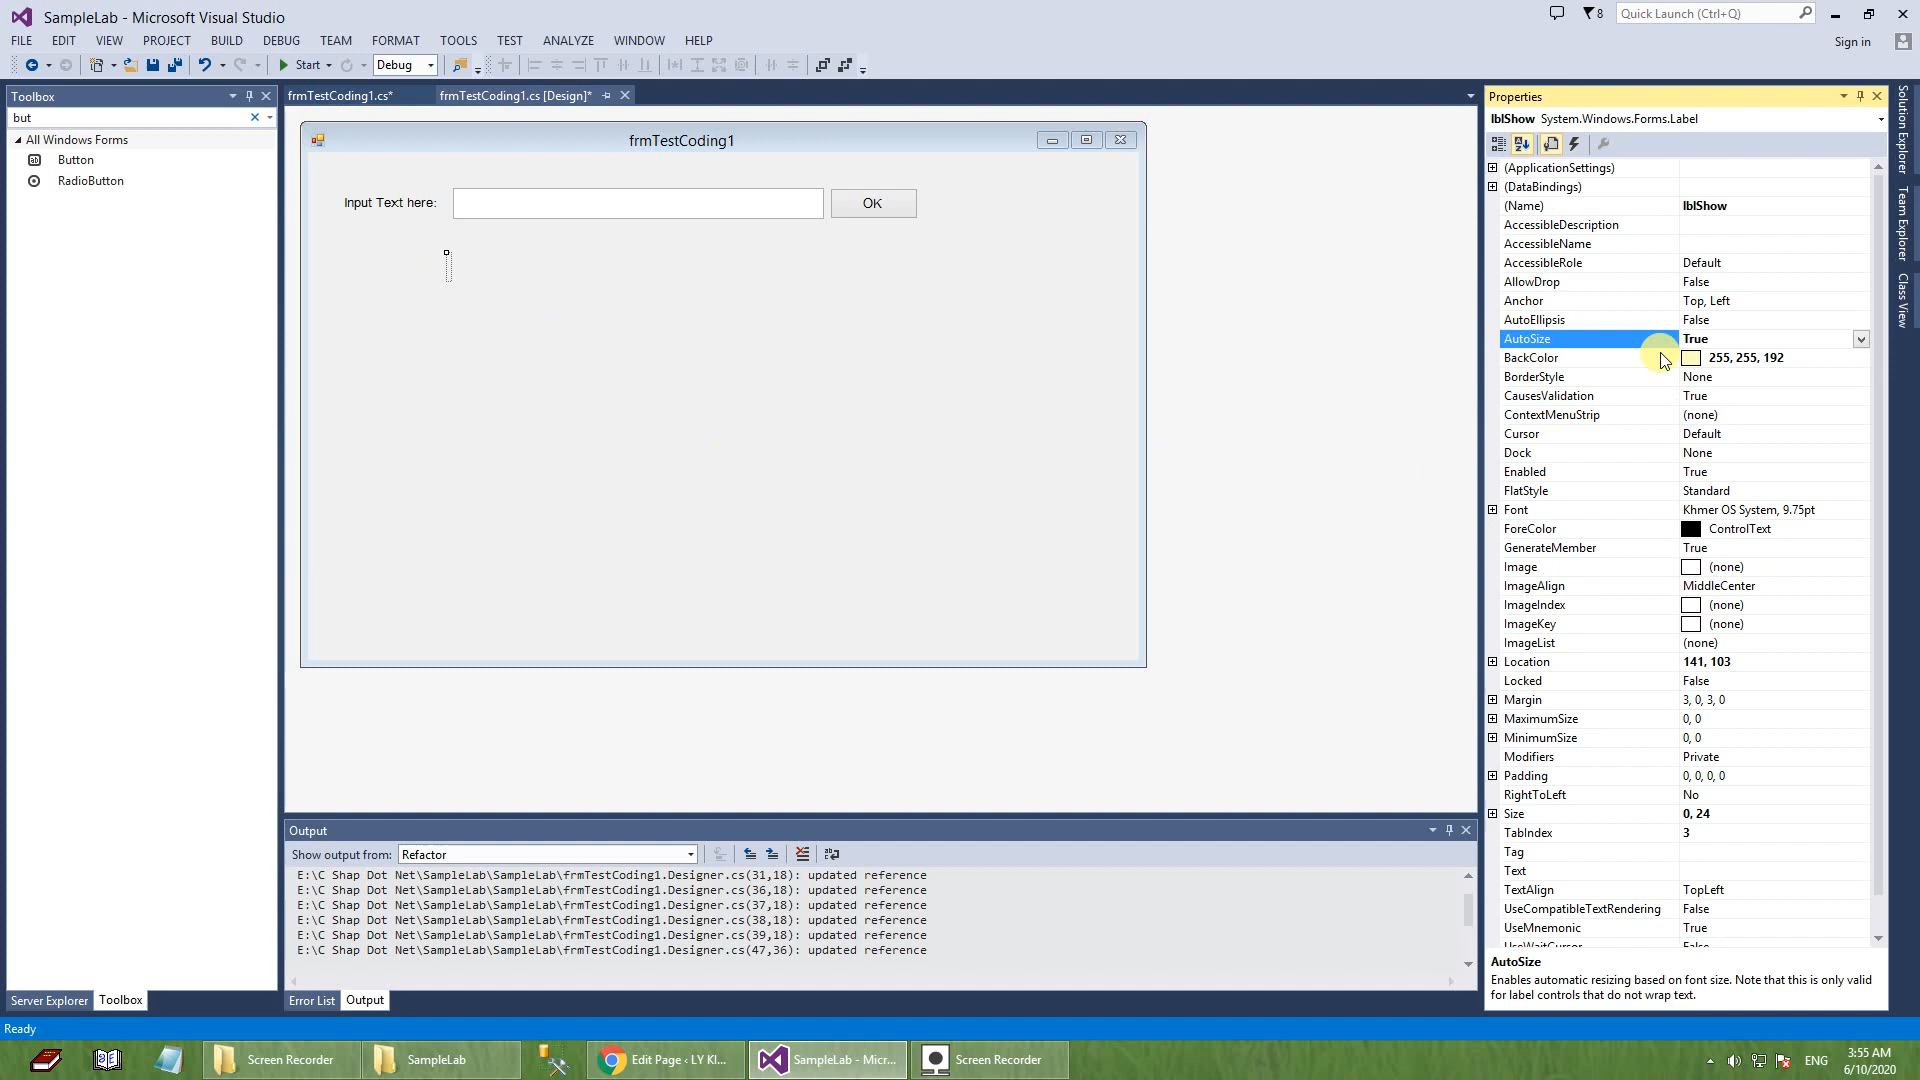 SampleLab - Microsoft Visual Studio
8
Quick Launch (Ctrl+Q)
FILE EDIT VIEW PROJECT BUILD DEBUG TEAM FORMAT TOOLS TEST ANALYZE WINDOW HELP
Sign in
Start
Debug
Toolbox
but
All Windows Forms
Button
RadioButton
Server Explorer
Toolbox
frmTestCoding1.cs*
frmTestCoding1.cs [Design]*
frmTestCoding1
Input Text here:
OK
Output
Show output from:
Refactor
E:\C Shap Dot Net\SampleLab\SampleLab\frmTestCoding1.Designer.cs(31,18): updated reference
E:\C Shap Dot Net\SampleLab\SampleLab\frmTestCoding1.Designer.cs(36,18): updated reference
E:\C Shap Dot Net\SampleLab\SampleLab\frmTestCoding1.Designer.cs(37,18): updated reference
E:\C Shap Dot Net\SampleLab\SampleLab\frmTestCoding1.Designer.cs(38,18): updated reference
E:\C Shap Dot Net\SampleLab\SampleLab\frmTestCoding1.Designer.cs(39,18): updated reference
E:\C Shap Dot Net\SampleLab\SampleLab\frmTestCoding1.Designer.cs(47,36): updated reference
Error List
Output
Properties
lblShow System.Windows.Forms.Label
(ApplicationSettings)
(DataBindings)
(Name) lblShow
AccessibleDescription
AccessibleName
AccessibleRole Default
AllowDrop False
Anchor Top, Left
AutoEllipsis False
AutoSize True
BackColor 255, 255, 192
BorderStyle None
CausesValidation True
ContextMenuStrip (none)
Cursor Default
Dock None
Enabled True
FlatStyle Standard
Font Khmer OS System, 9.75pt
ForeColor ControlText
GenerateMember True
Image (none)
ImageAlign MiddleCenter
ImageIndex (none)
ImageKey (none)
ImageList (none)
Location 141, 103
Locked False
Margin 3, 0, 3, 0
MaximumSize 0, 0
MinimumSize 0, 0
Modifiers Private
Padding 0, 0, 0, 0
RightToLeft No
Size 0, 24
TabIndex 3
Tag
Text
TextAlign TopLeft
UseCompatibleTextRendering False
UseMnemonic True
UseWaitCursor False
AutoSize
Enables automatic resizing based on font size. Note that this is only valid
for label controls that do not wrap text.
Solution Explorer
Team Explorer
Class View
Ready
Screen Recorder
SampleLab
Edit Page ‹ LY Kl...
SampleLab - Micr...
Screen Recorder
ENG
3:55 AM
6/10/2020